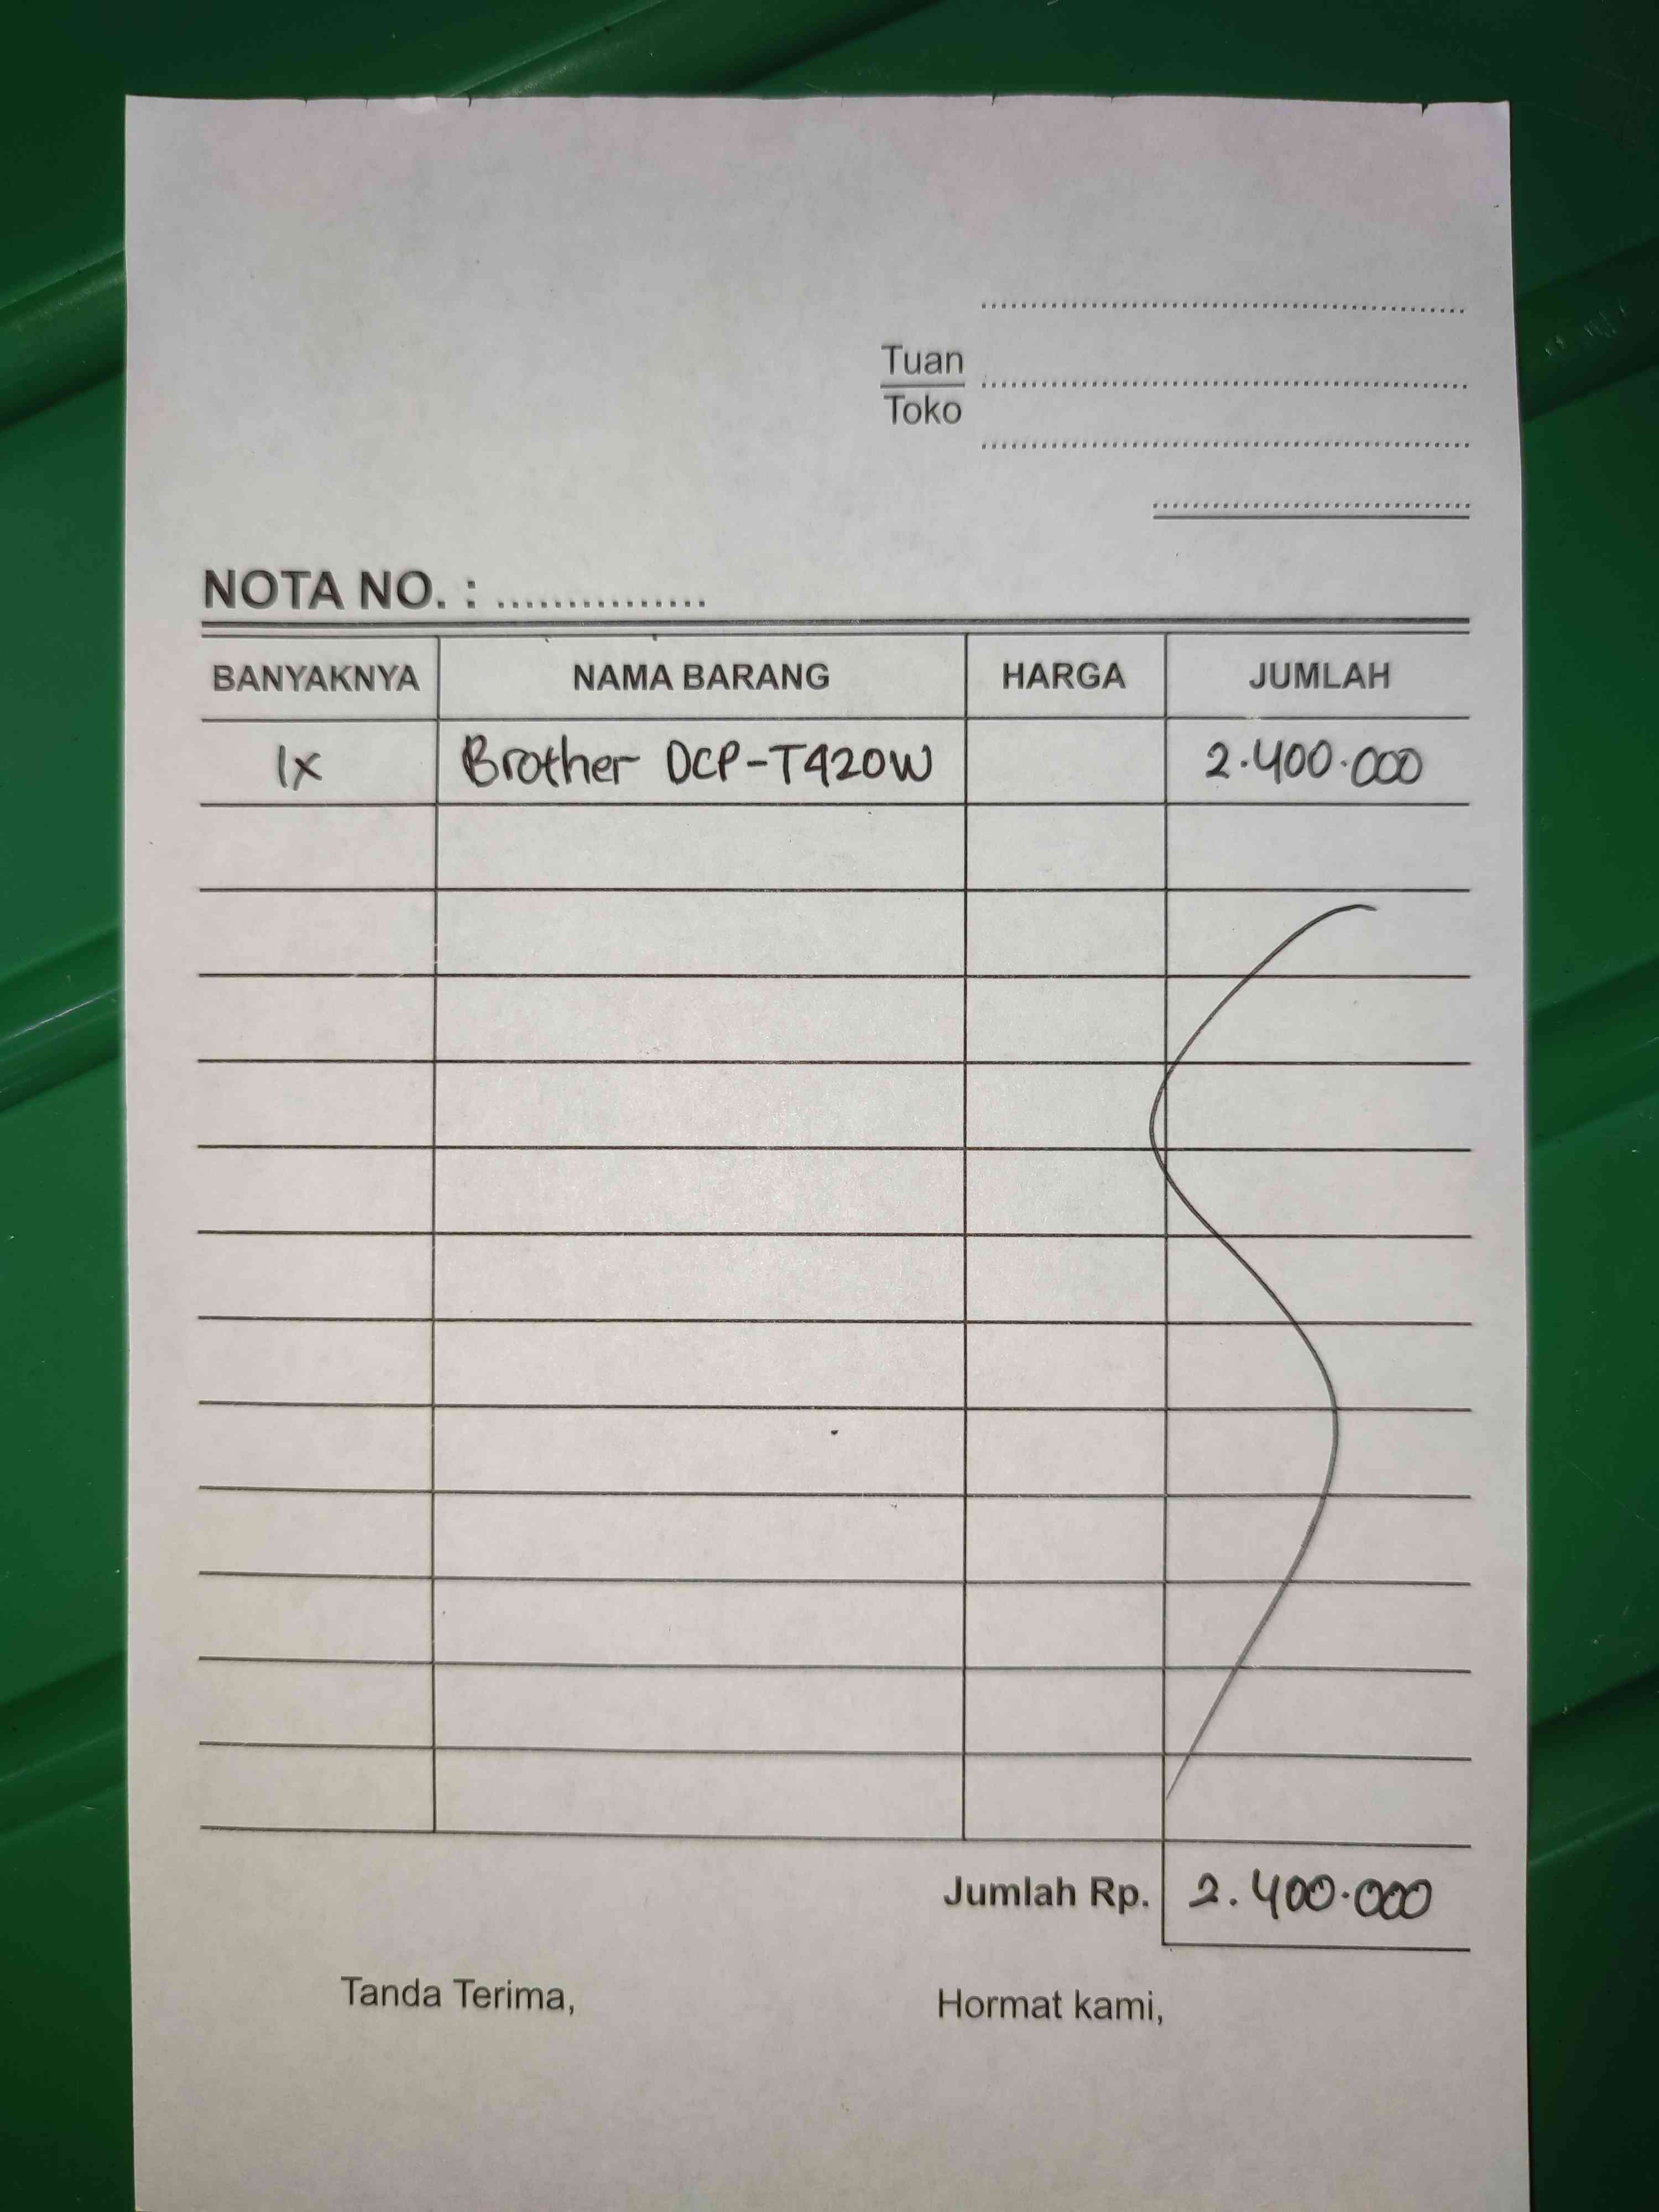 Tuan
Toko
NOTA NO. : ...............
BANYAKNYA NAMA BARANG HARGA JUMLAH
1x Brother DCP-T420W 2.400.000
Jumlah Rp. 2.400.000
Tanda Terima, Hormat kami,